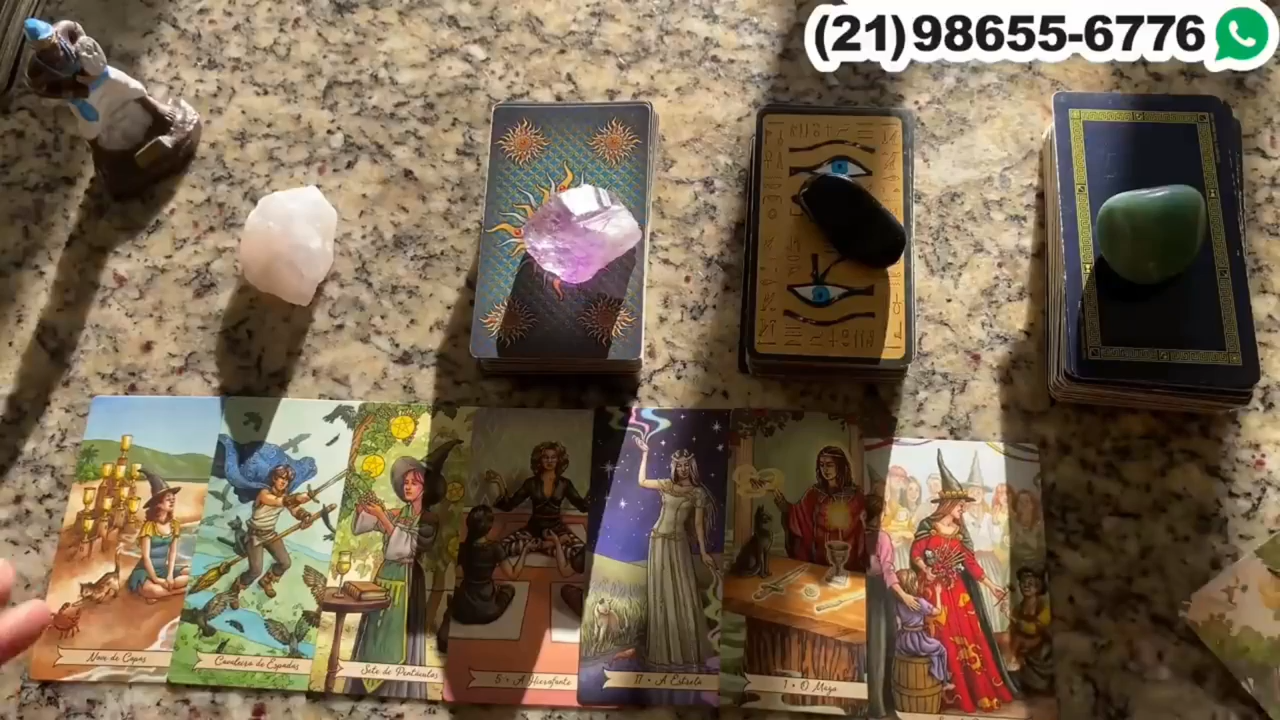 (21)98655-6776
Nove de Copas
Cavaleiro de Espadas
Sete de Pentáculos
5 • A Hierofante
17 • A Estrela
1 • O Mago